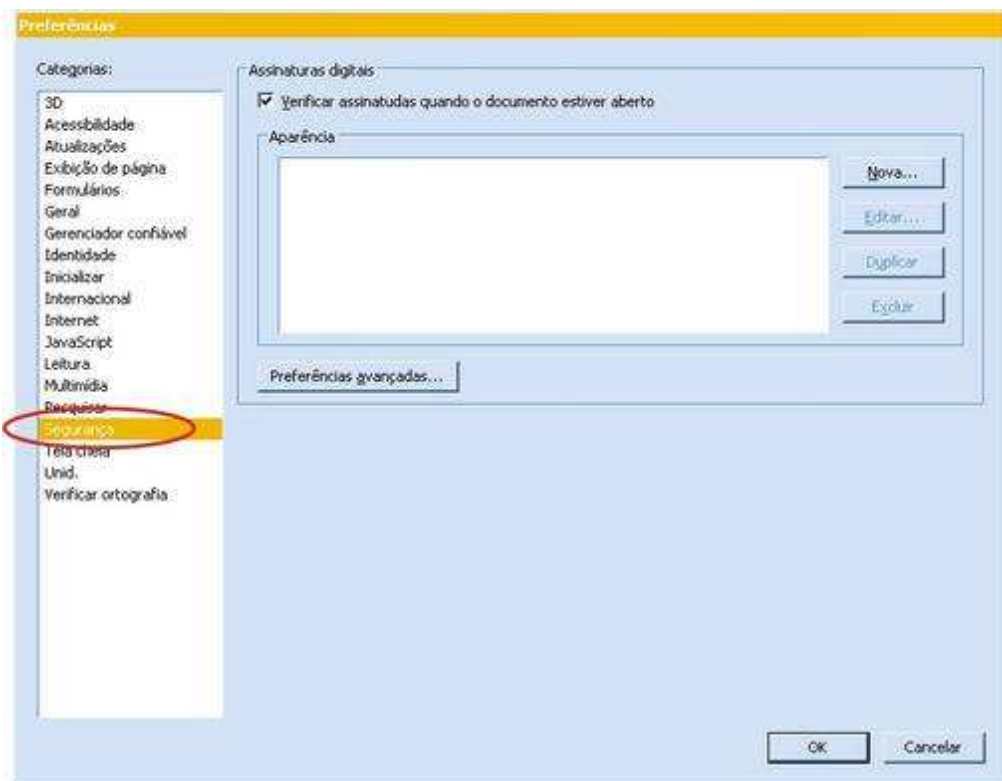 Preferências
Categorias:
3D
Acessibilidade
Atualizações
Exibição de página
Formulários
Geral
Gerenciador confiável
Identidade
Inicializar
Internacional
Internet
JavaScript
Leitura
Multimídia
Pesquisar
Segurança
Tela cheia
Unid.
Verificar ortografia
Assinaturas digitais
Verificar assinatudas quando o documento estiver aberto
Aparência
Nova...
Editar...
Duplicar
Excluir
Preferências avançadas...
OK
Cancelar